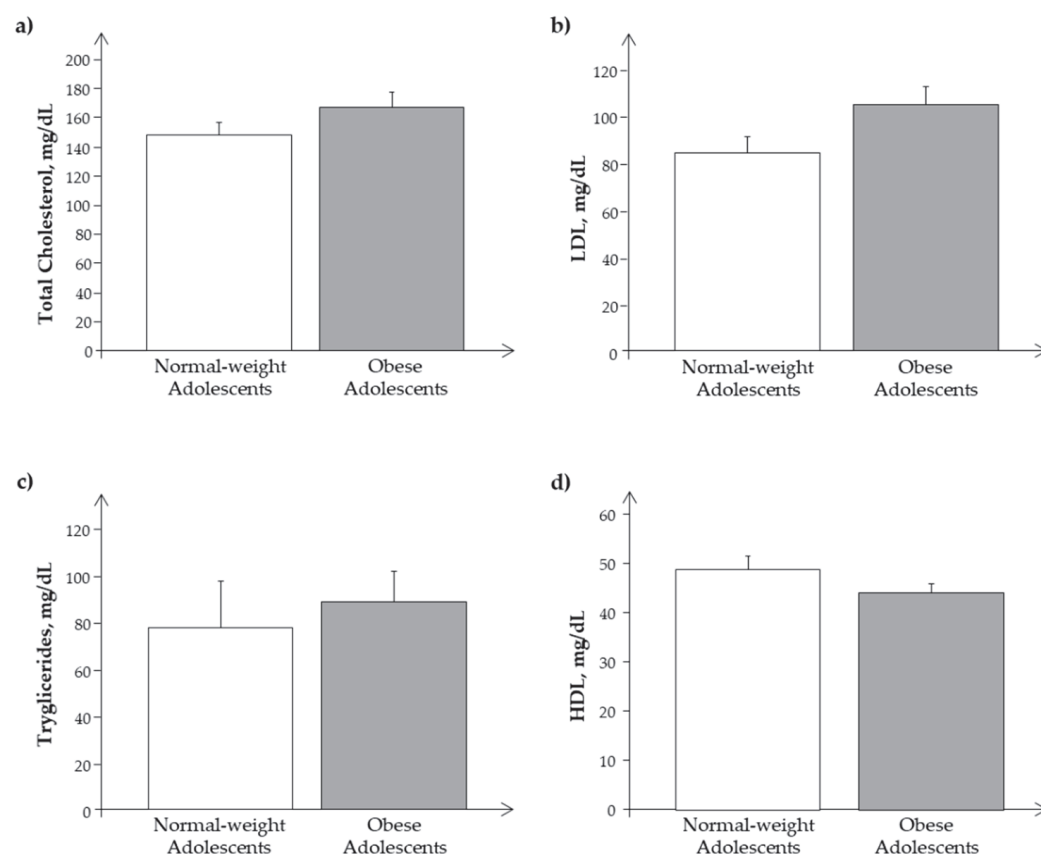 a)
Total Cholesterol, mg/dL
200
180
160
140
120
100
80
60
40
20
0
Normal-weight
Adolescents
Obese
Adolescents
b)
LDL, mg/dL
120
100
80
60
40
20
0
Normal-weight
Adolescents
Obese
Adolescents
c)
Tryglicerides, mg/dL
120
100
80
60
40
20
0
Normal-weight
Adolescents
Obese
Adolescents
d)
HDL, mg/dL
60
50
40
30
20
10
0
Normal-weight
Adolescents
Obese
Adolescents